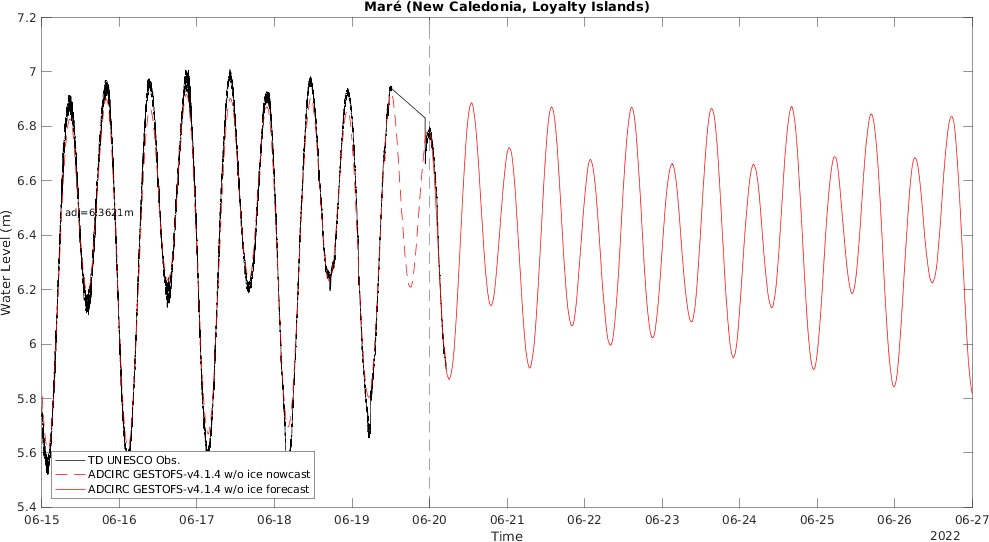 Maré (New Caledonia, Loyalty Islands)
7.2
7
6.8
6.6
6.4
6.2
6
5.8
5.6
5.4
Water Level (m)
adj=6.3621m
TD UNESCO Obs.
ADCIRC GESTOFS-v4.1.4 w/o ice nowcast
ADCIRC GESTOFS-v4.1.4 w/o ice forecast
06-15 06-16 06-17 06-18 06-19 06-20 06-21 06-22 06-23 06-24 06-25 06-26 06-27
Time
2022